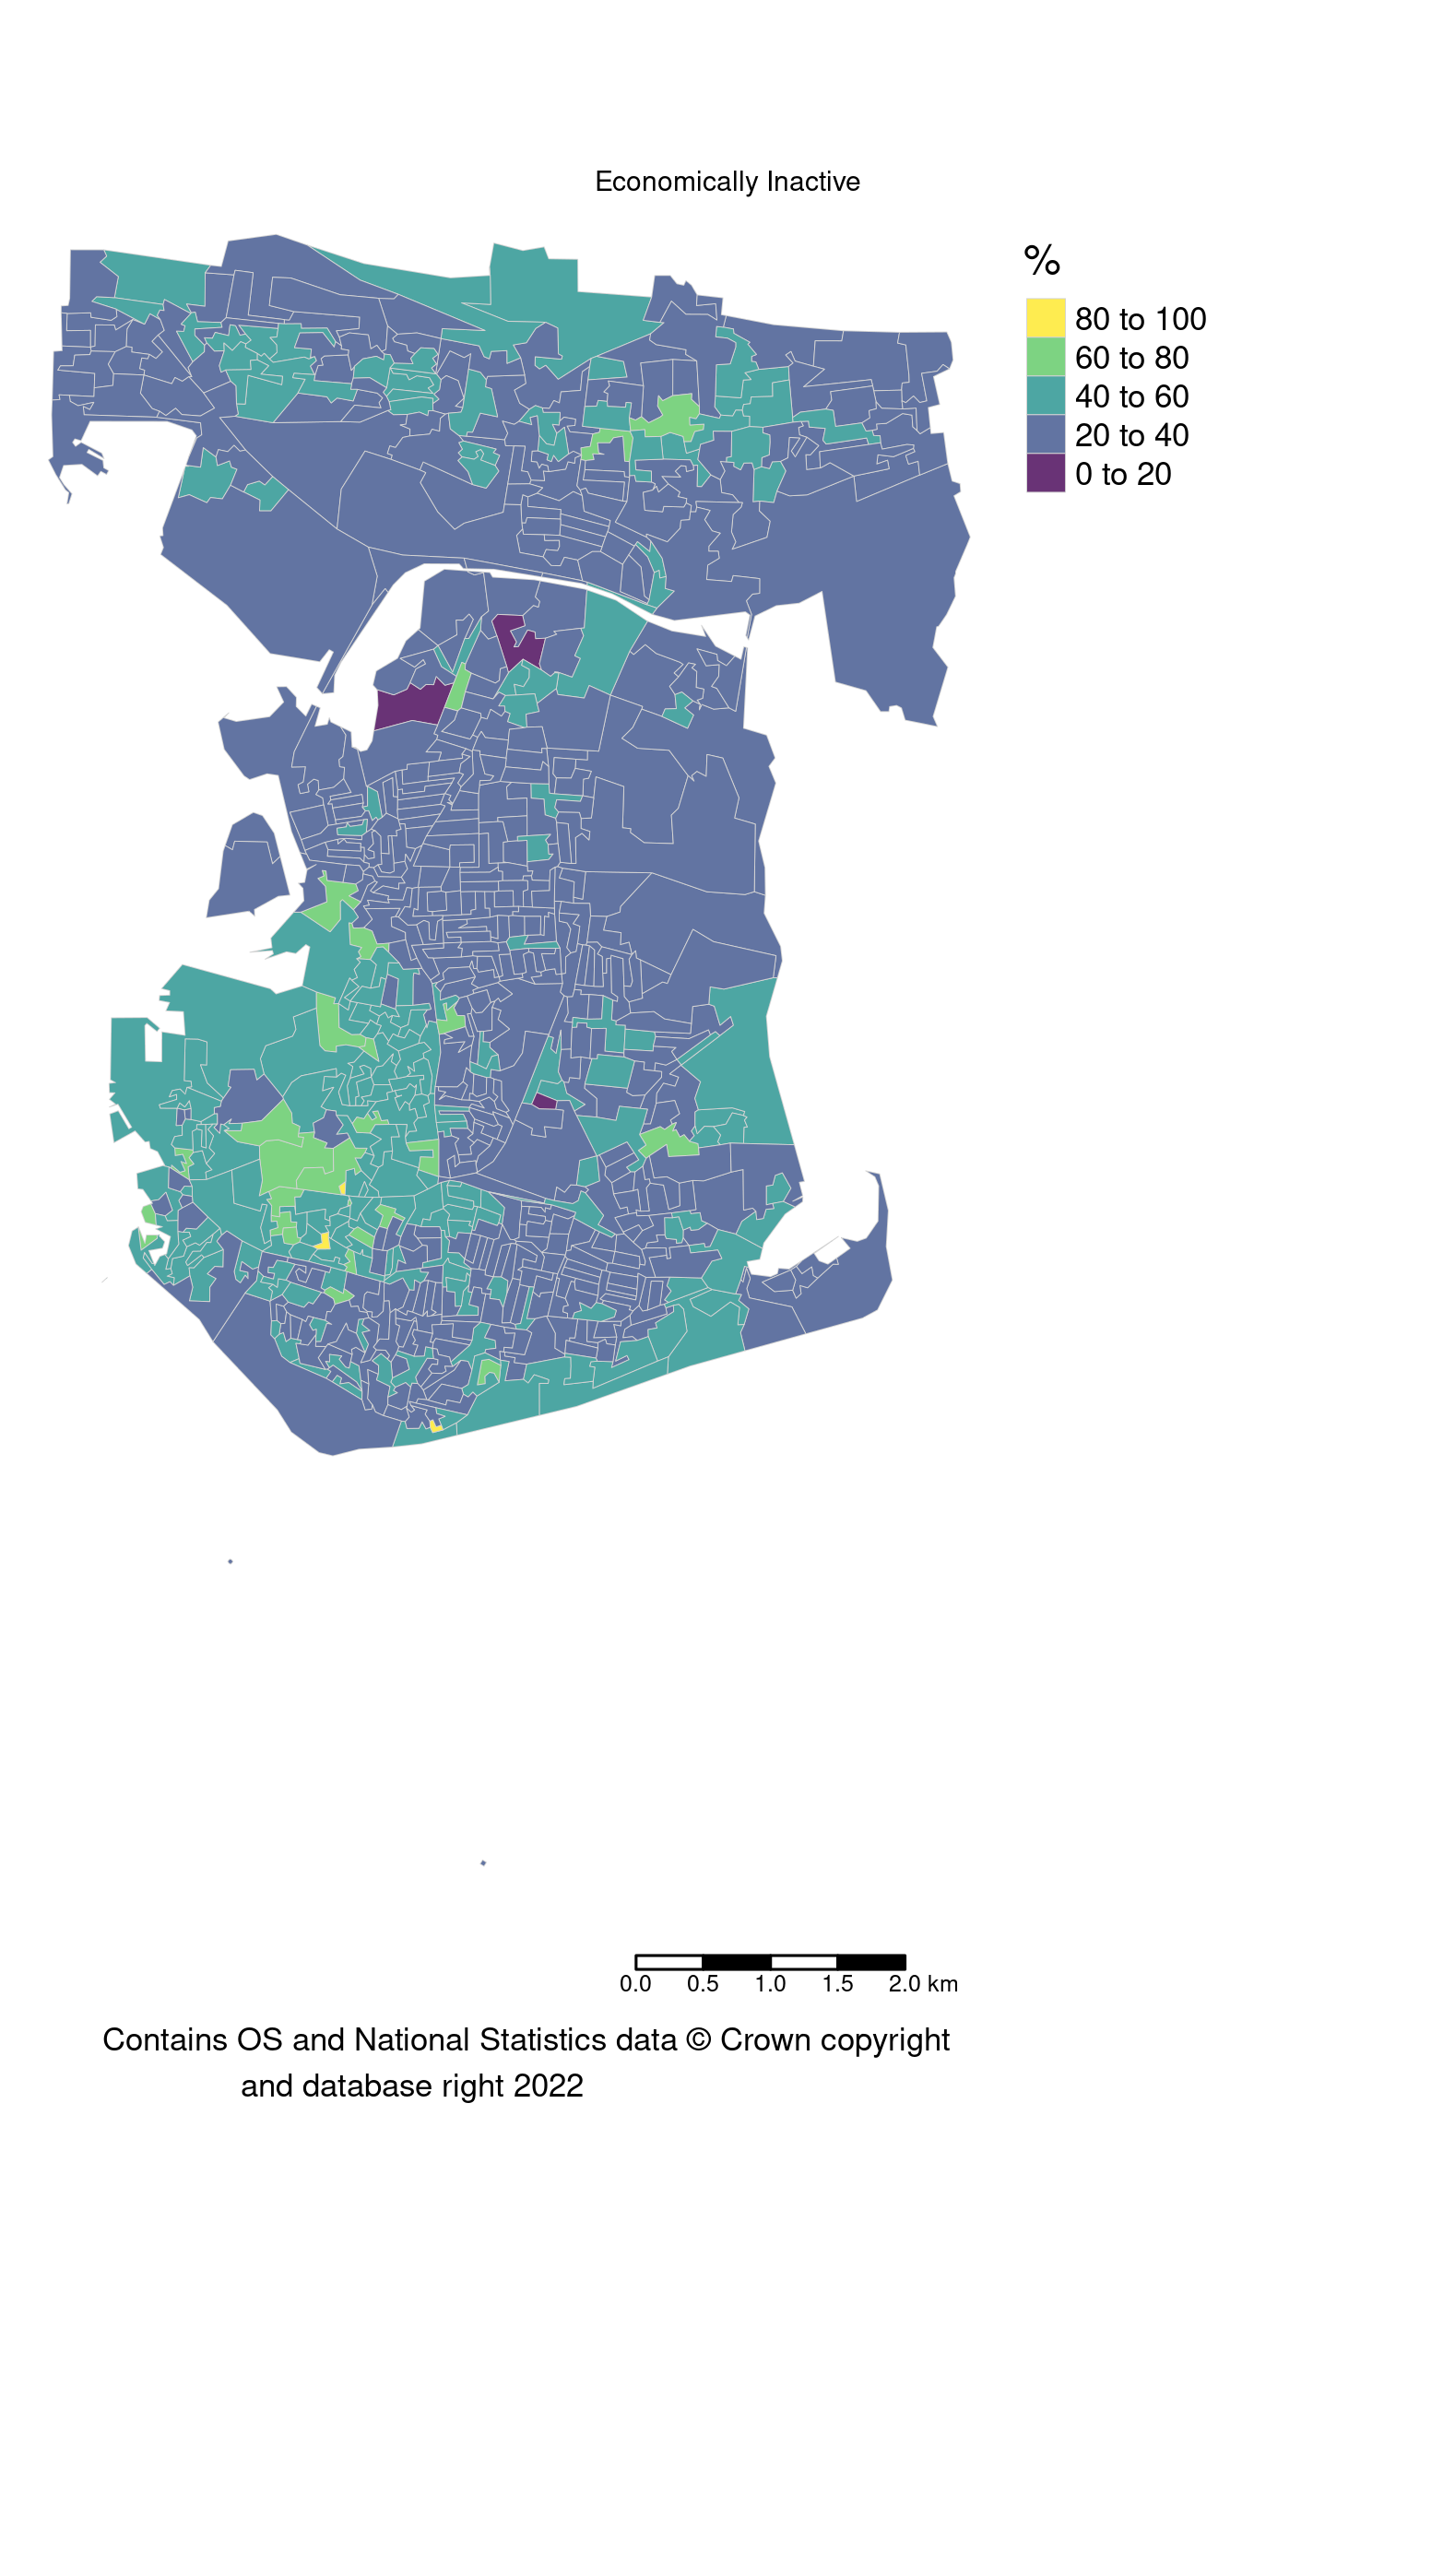 Economically Inactive
%
80 to 100
60 to 80
40 to 60
20 to 40
0 to 20
0.0 0.5 1.0 1.5 2.0 km
Contains OS and National Statistics data © Crown copyright
and database right 2022